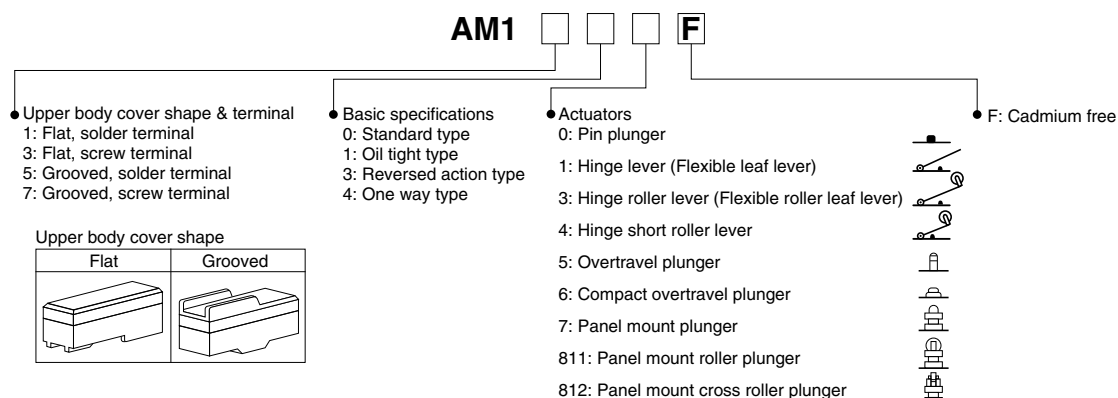 AM1 F
Upper body cover shape & terminal
1: Flat, solder terminal
3: Flat, screw terminal
5: Grooved, solder terminal
7: Grooved, screw terminal
Upper body cover shape
Flat Grooved
Basic specifications
0: Standard type
1: Oil tight type
3: Reversed action type
4: One way type
Actuators
0: Pin plunger
1: Hinge lever (Flexible leaf lever)
3: Hinge roller lever (Flexible roller leaf lever)
4: Hinge short roller lever
5: Overtravel plunger
6: Compact overtravel plunger
7: Panel mount plunger
811: Panel mount roller plunger
812: Panel mount cross roller plunger
F: Cadmium free